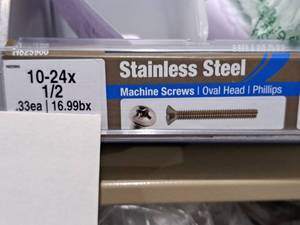 10-24x
1/2
.33ea | 16.99bx
Stainless Steel
Machine Screws | Oval Head | Phillips